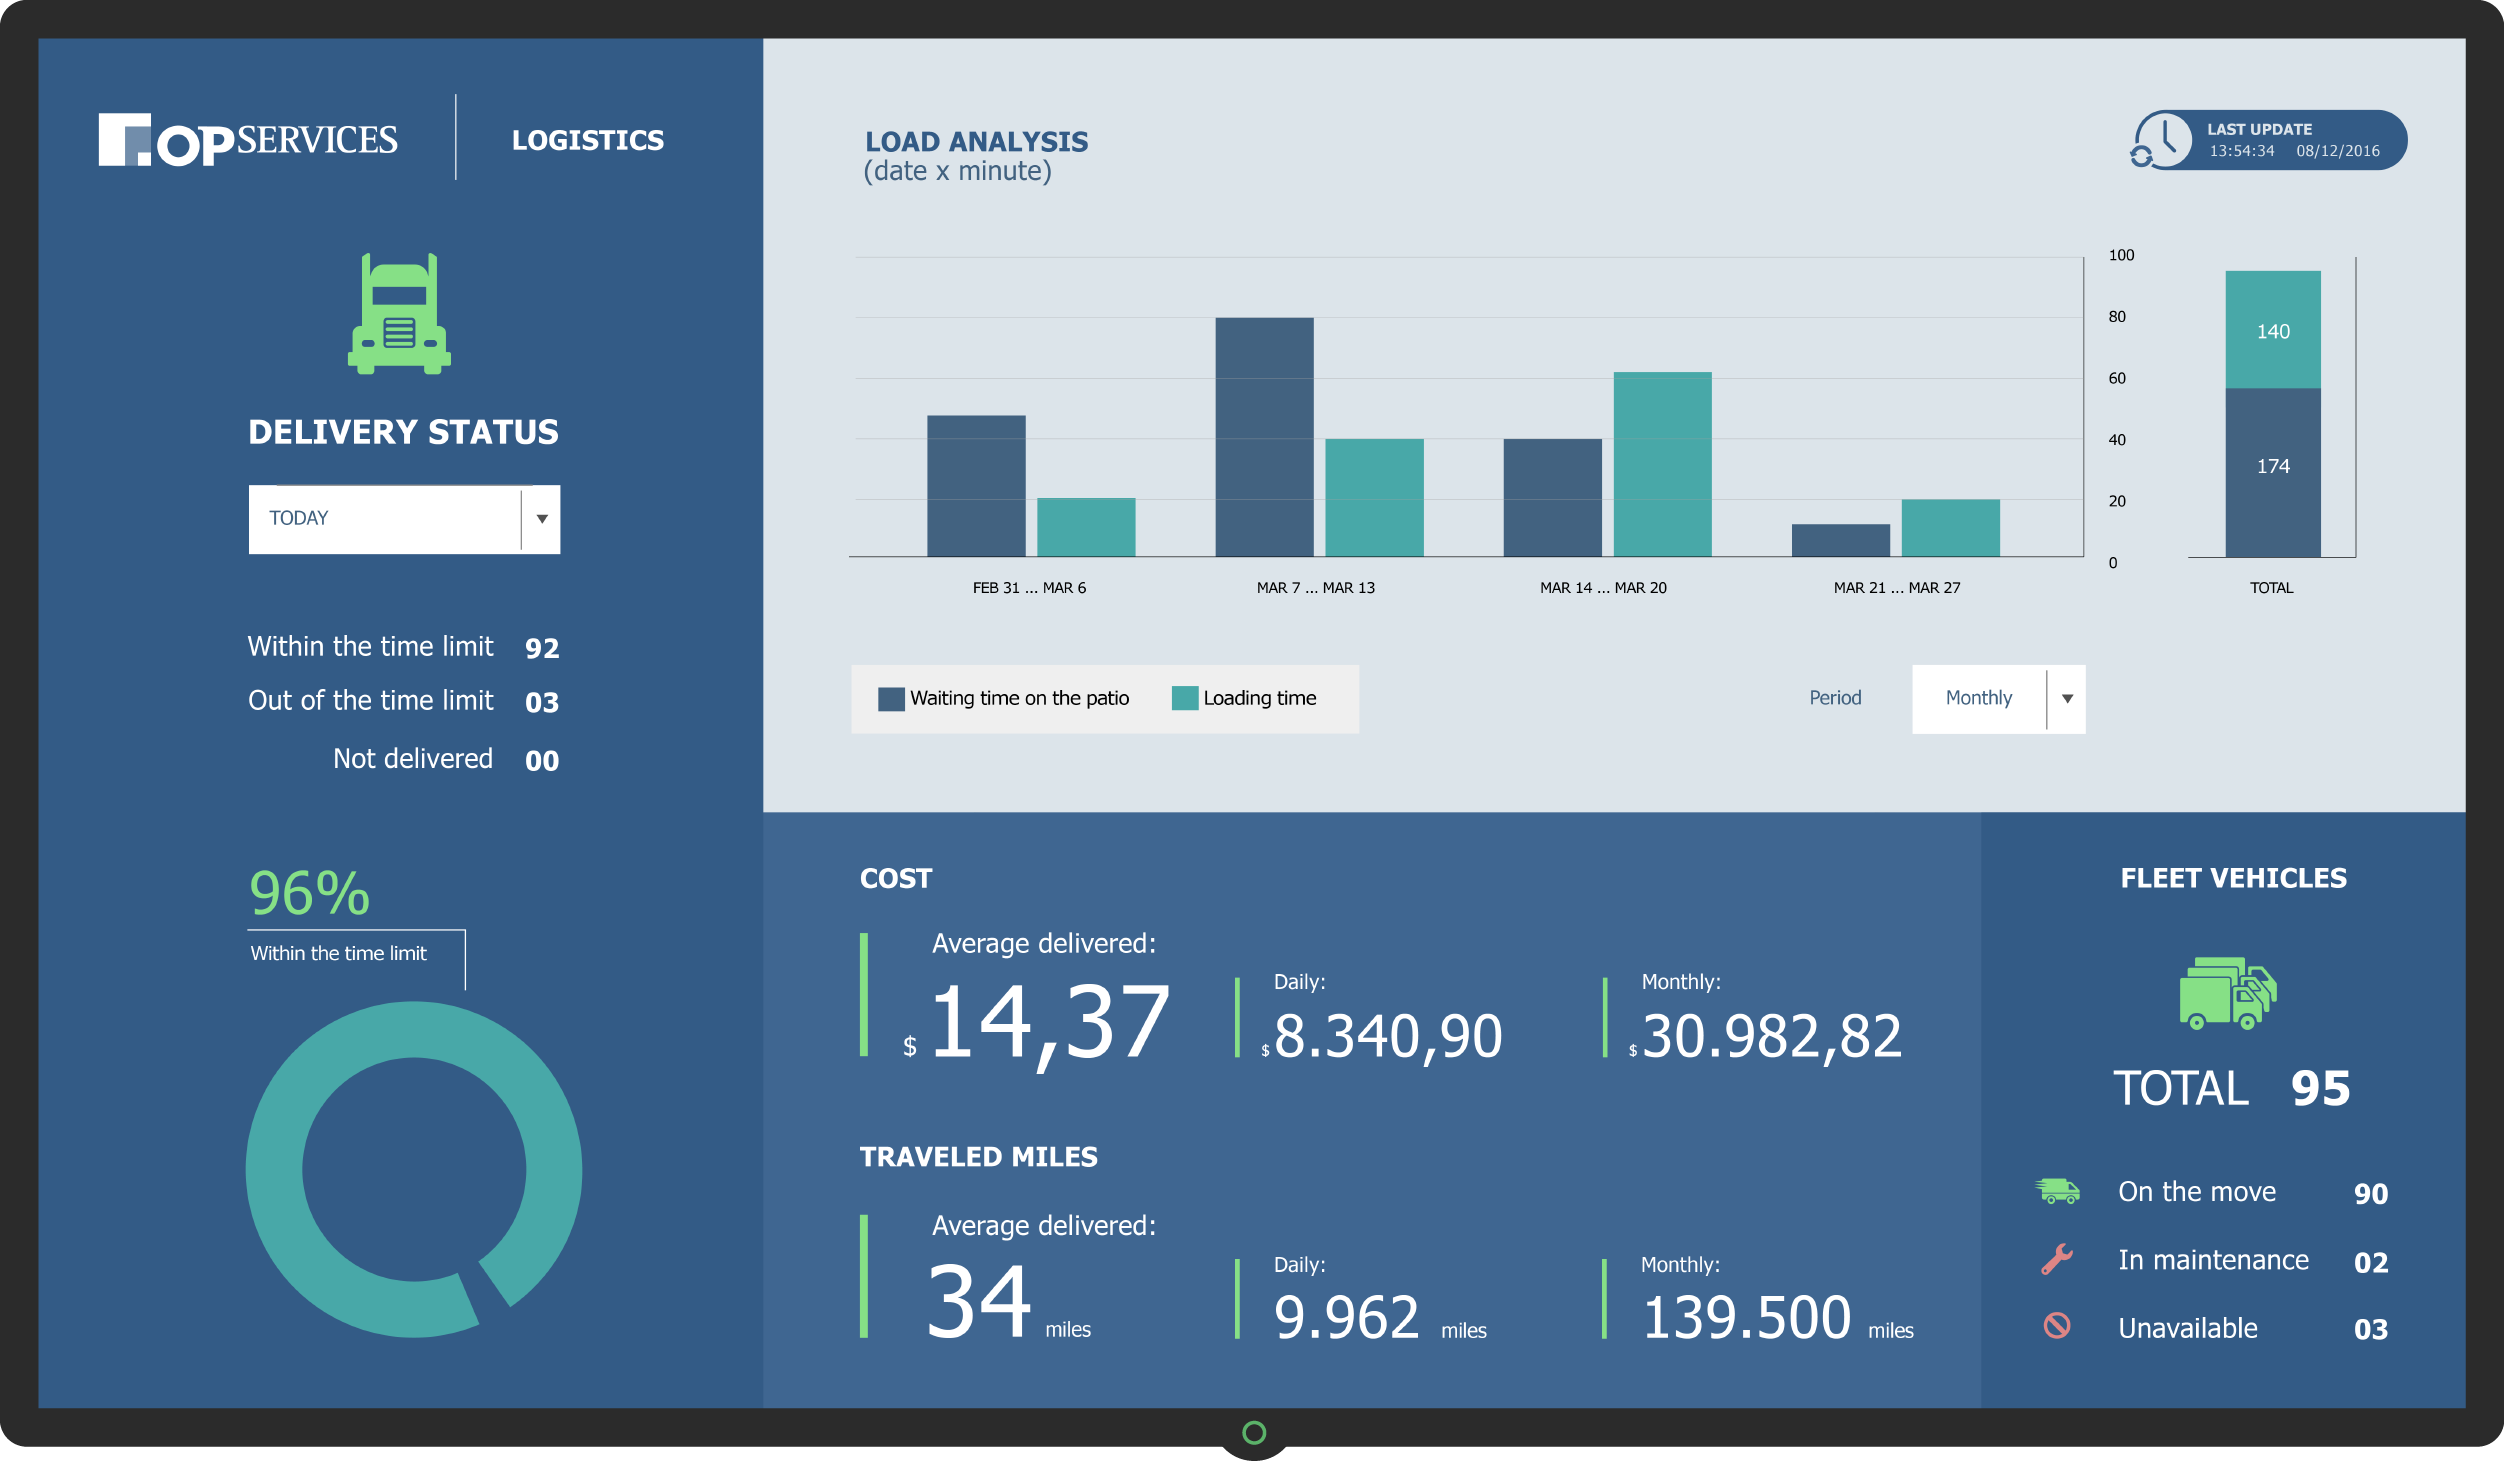 OPSERVICES
LOGISTICS
DELIVERY STATUS
TODAY
Within the time limit 92
Out of the time limit 03
Not delivered 00
96%
Within the time limit
LOAD ANALYSIS
(date x minute)
LAST UPDATE
13:54:34 08/12/2016
100
80
60
40
20
0
FEB 31 ... MAR 6
MAR 7 ... MAR 13
MAR 14 ... MAR 20
MAR 21 ... MAR 27
140
174
TOTAL
Waiting time on the patio
Loading time
Period
Monthly
COST
Average delivered:
$ 14,37
Daily:
$ 8.340,90
Monthly:
$ 30.982,82
TRAVELED MILES
Average delivered:
34 miles
Daily:
9.962 miles
Monthly:
139.500 miles
FLEET VEHICLES
TOTAL 95
On the move 90
In maintenance 02
Unavailable 03